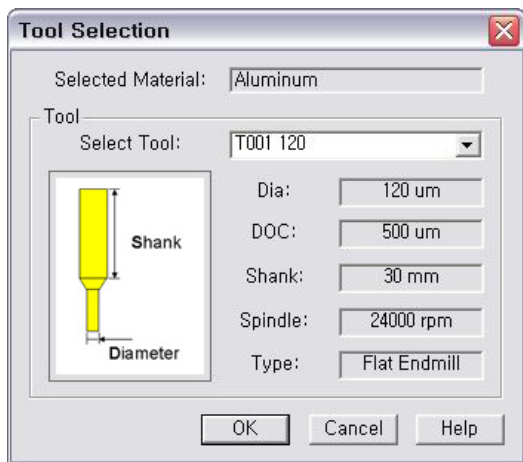 Tool Selection
Selected Material: Aluminum
Tool
Select Tool: T001 120
Shank
Diameter
Dia: 120 um
DOC: 500 um
Shank: 30 mm
Spindle: 24000 rpm
Type: Flat Endmill
OK Cancel Help